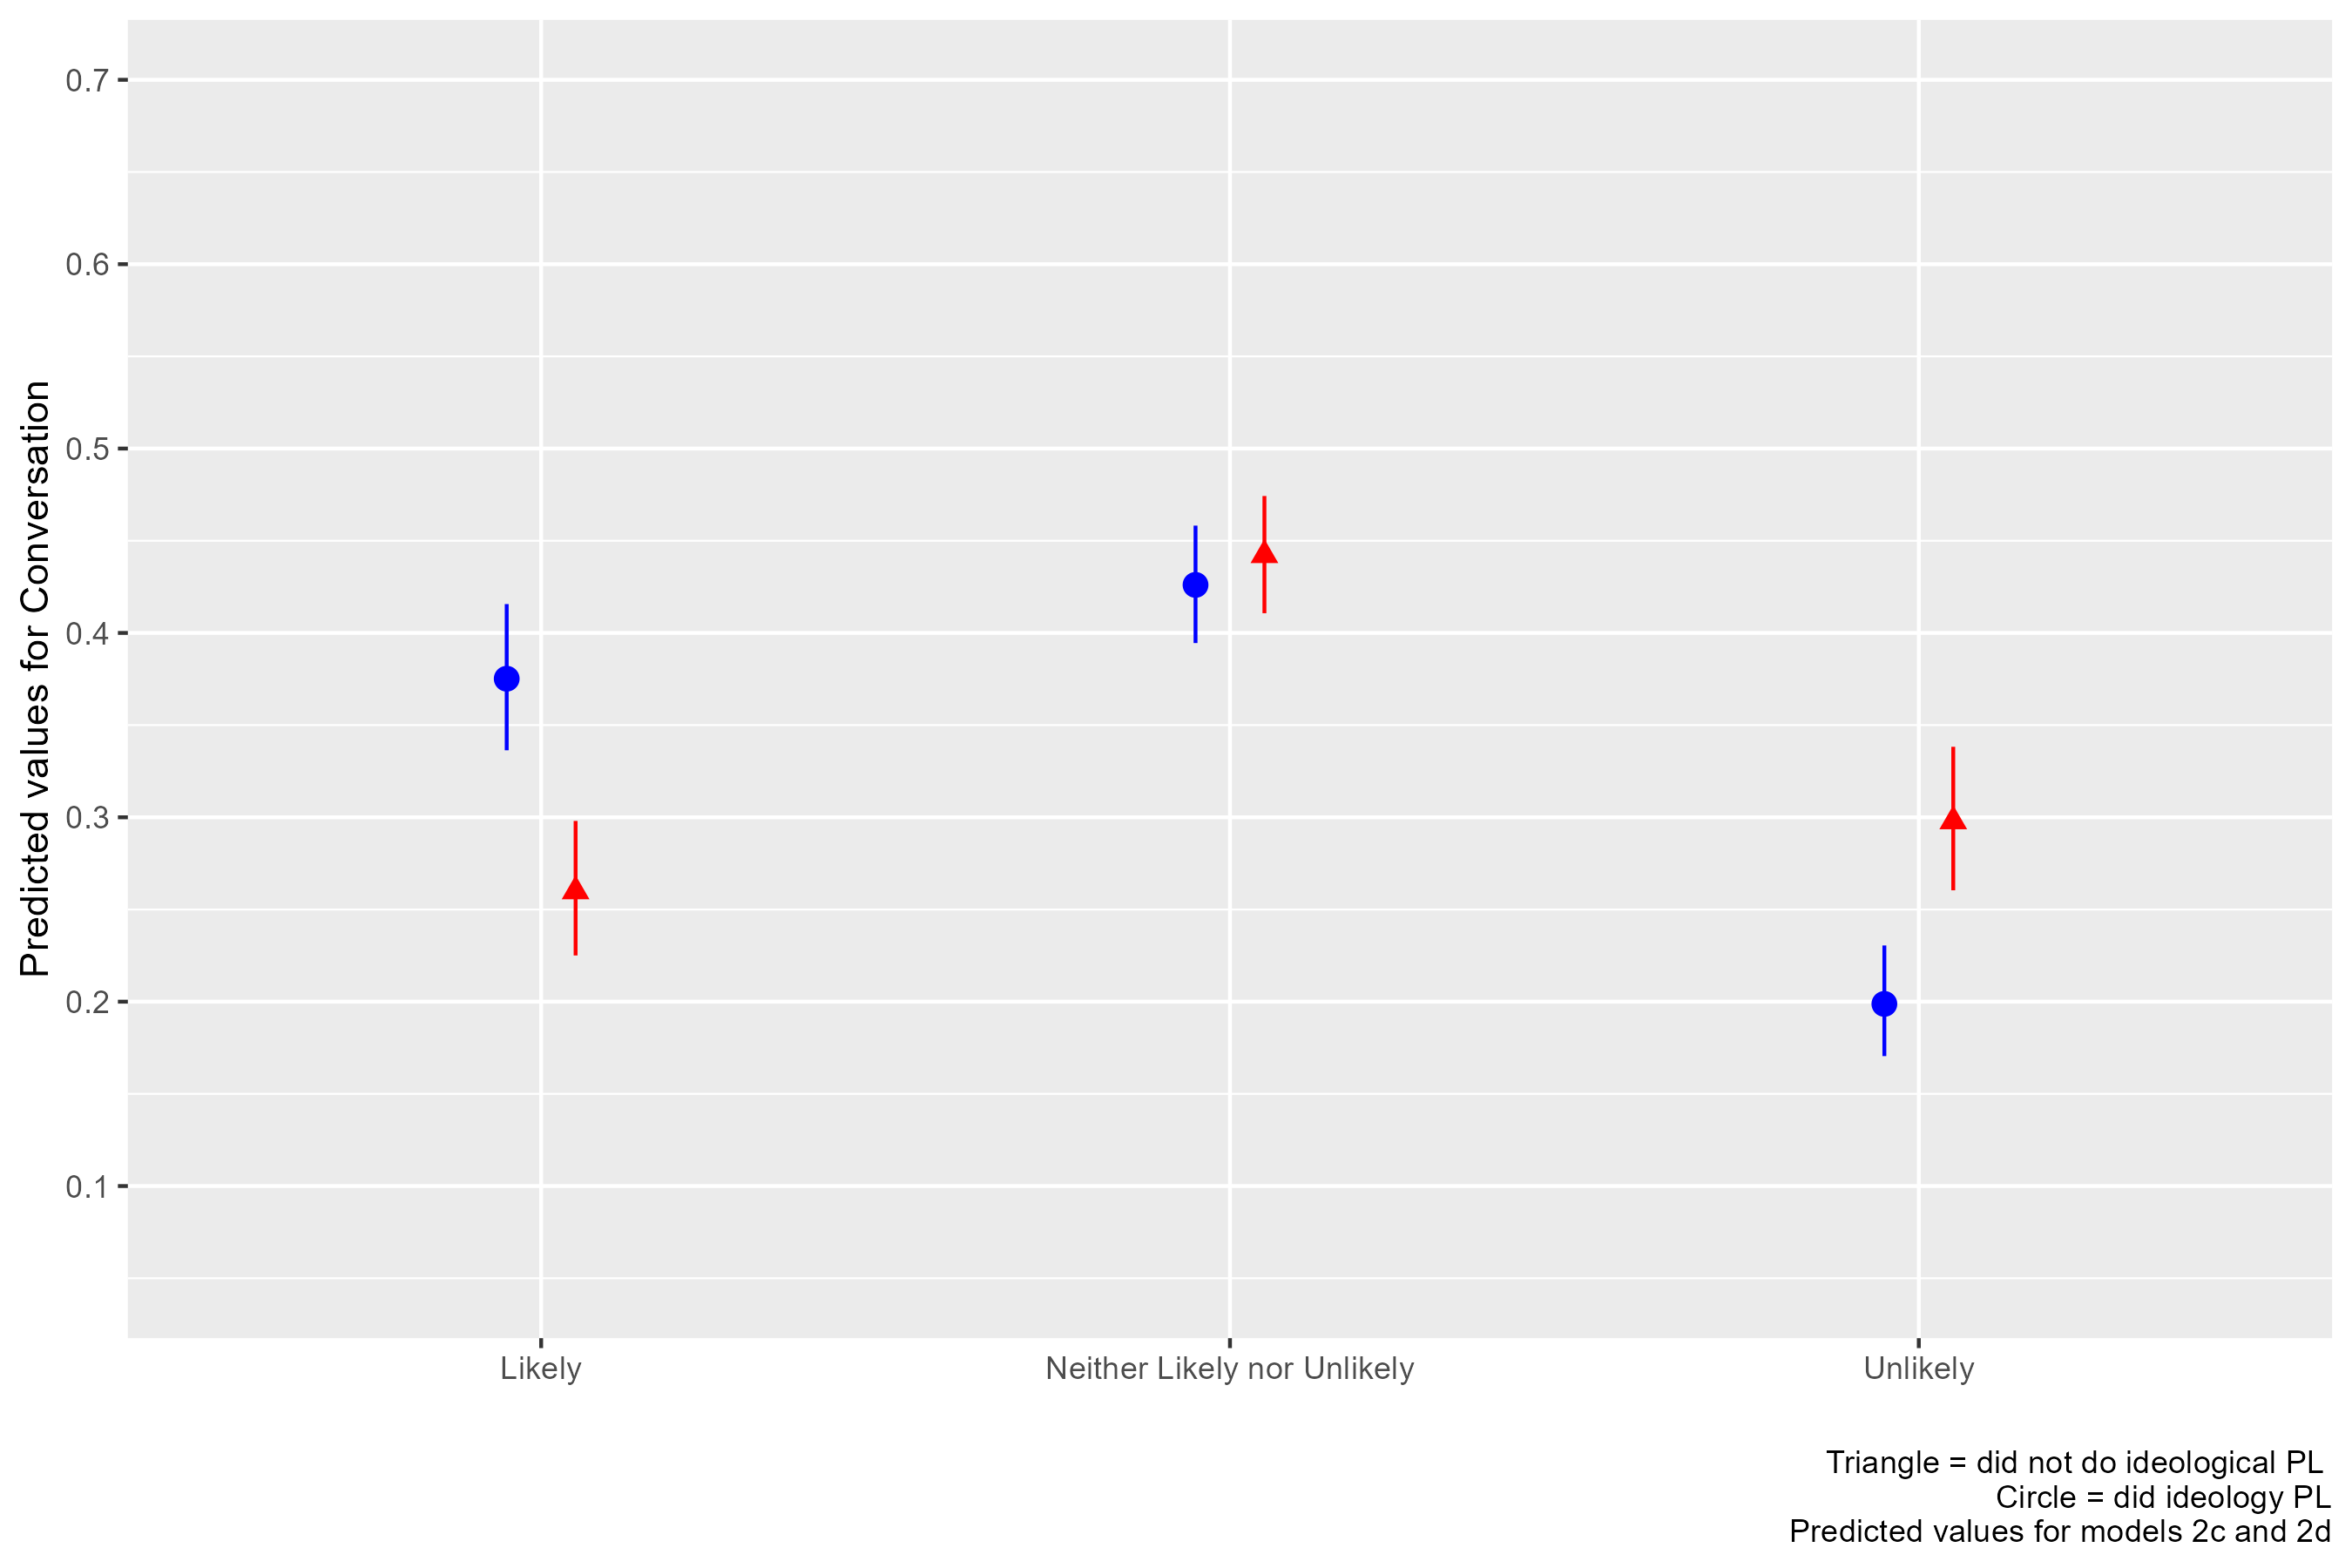 Predicted values for Conversation
0.7
0.6
0.5
0.4
0.3
0.2
0.1
Likely
Neither Likely nor Unlikely
Unlikely
Triangle = did not do ideological PL
Circle = did ideology PL
Predicted values for models 2c and 2d